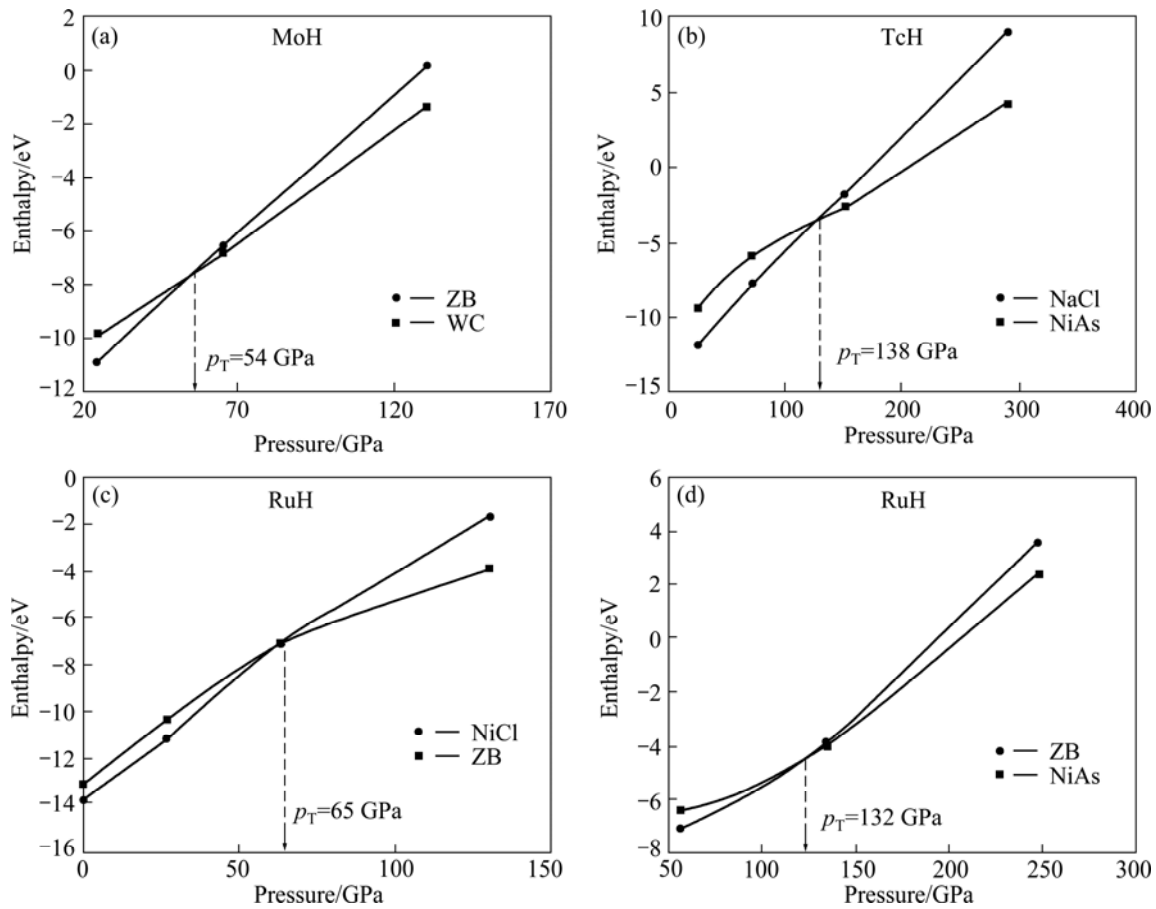 (a) MoH
2
0
−2
−4
−6
−8
−10
−12
Enthalpy/eV
ZB
WC
pT=54 GPa
20 70 120 170
Pressure/GPa
(b) TcH
10
5
0
−5
−10
−15
Enthalpy/eV
NaCl
NiAs
pT=138 GPa
0 100 200 300 400
Pressure/GPa
(c) RuH
0
−2
−4
−6
−8
−10
−12
−14
−16
Enthalpy/eV
NiCl
ZB
pT=65 GPa
0 50 100 150
Pressure/GPa
(d) RuH
6
4
2
0
−2
−4
−6
−8
Enthalpy/eV
ZB
NiAs
pT=132 GPa
50 100 150 200 250 300
Pressure/GPa